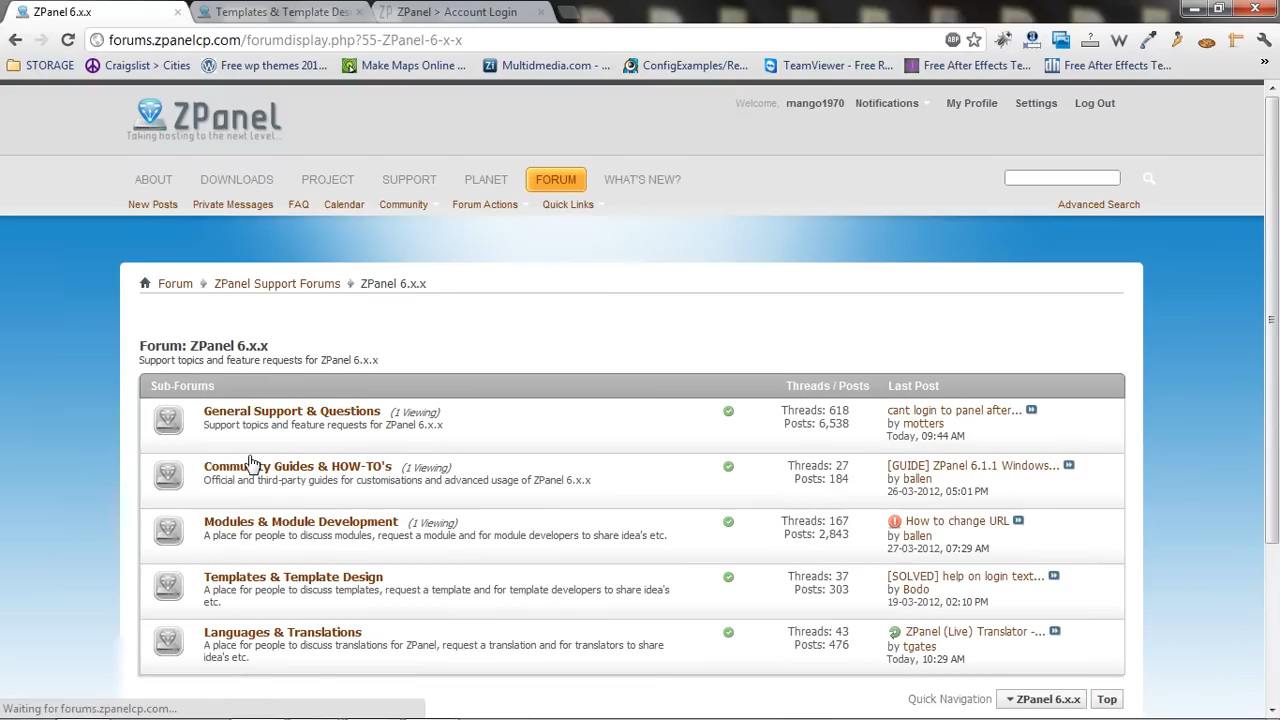 ZPanel 6.x.x
Templates & Template Des
ZPanel > Account Login
forums.zpanelcp.com/forumdisplay.php?55-ZPanel-6-x-x
STORAGE
Craigslist > Cities
Free wp themes 201...
Make Maps Online ...
Multidmedia.com - ...
ConfigExamples/Re...
TeamViewer - Free R...
Free After Effects Te...
Free After Effects Te...
ZPanel
Taking hosting to the next level...
Welcome, mango1970 Notifications My Profile Settings Log Out
ABOUT DOWNLOADS PROJECT SUPPORT PLANET FORUM WHAT'S NEW?
New Posts Private Messages FAQ Calendar Community Forum Actions Quick Links Advanced Search
Forum ZPanel Support Forums ZPanel 6.x.x
Forum: ZPanel 6.x.x
Support topics and feature requests for ZPanel 6.x.x
Sub-Forums Threads / Posts Last Post
General Support & Questions (1 Viewing)
Support topics and feature requests for ZPanel 6.x.x
Threads: 618
Posts: 6,538
cant login to panel after...
by motters
Today, 09:44 AM
Community Guides & HOW-TO's (1 Viewing)
Official and third-party guides for customisations and advanced usage of ZPanel 6.x.x
Threads: 27
Posts: 184
[GUIDE] ZPanel 6.1.1 Windows...
by ballen
26-03-2012, 05:01 PM
Modules & Module Development (1 Viewing)
A place for people to discuss modules, request a module and for module developers to share idea's etc.
Threads: 167
Posts: 2,843
How to change URL
by ballen
27-03-2012, 07:29 AM
Templates & Template Design
A place for people to discuss templates, request a template and for template developers to share idea's
etc.
Threads: 37
Posts: 303
[SOLVED] help on login text...
by Bodo
19-03-2012, 02:10 PM
Languages & Translations
A place for people to discuss translations for ZPanel, request a translation and for translators to share
idea's etc.
Threads: 43
Posts: 476
ZPanel (Live) Translator -...
by tgates
Today, 10:29 AM
Quick Navigation ZPanel 6.x.x Top
Waiting for forums.zpanelcp.com...